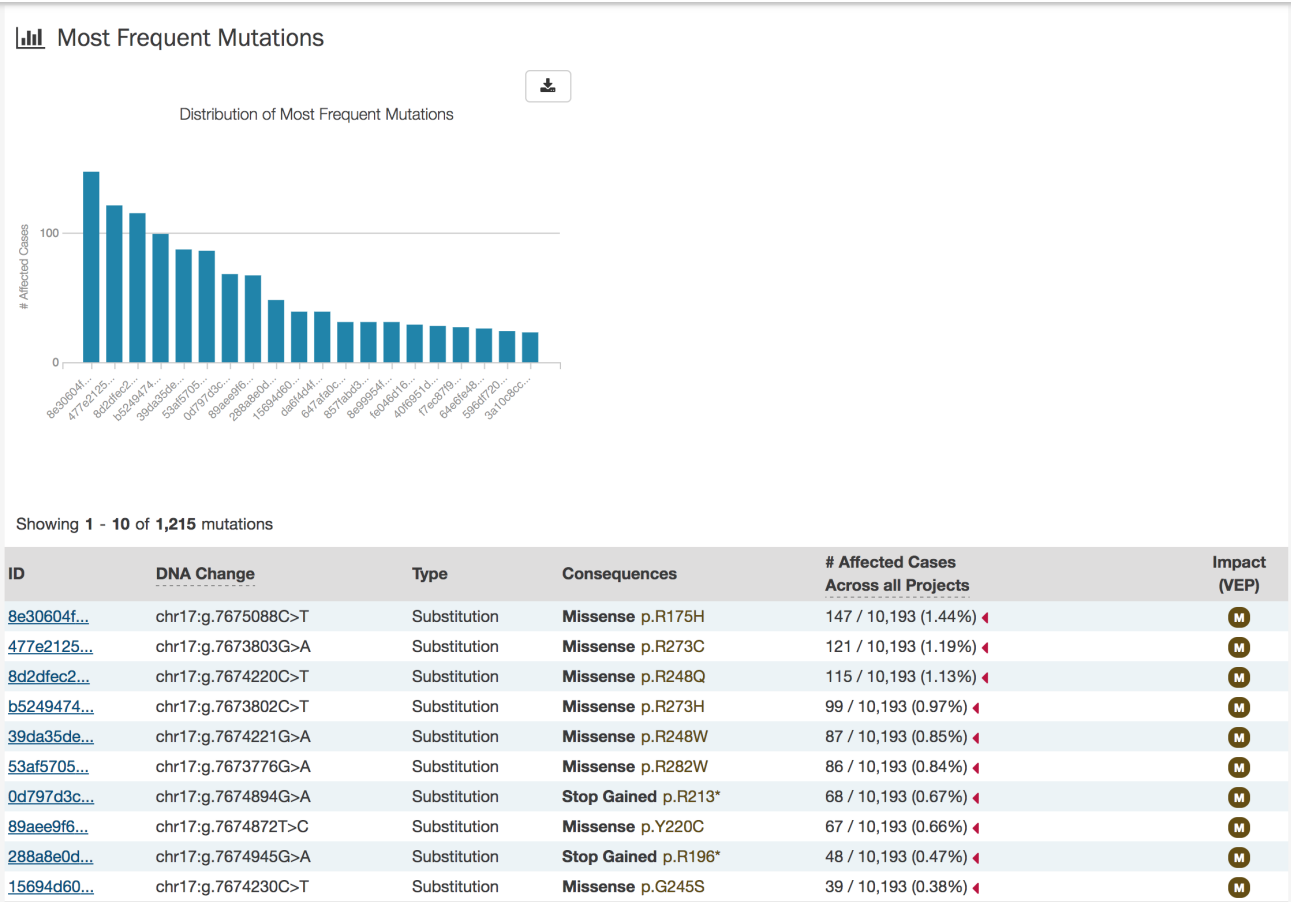 Most Frequent Mutations
Distribution of Most Frequent Mutations
# Affected Cases
100
0
8e30604f... 477e2125... 8d2dfec2... b5249474... 39da35de... 53af5705... 0d797d3c... 89aee9f6... 288a8e0d... 15694d60... da6f4d4f... 647afa0c... 857fabd3... 8e99954f... fe046d16... 40f6951d... f7ec87f9... 64e6fe48... 596df720... 3a10c8cc...
Showing 1 - 10 of 1,215 mutations
ID DNA Change Type Consequences # Affected Cases Across all Projects Impact (VEP)
8e30604f... chr17:g.7675088C>T Substitution Missense p.R175H 147 / 10,193 (1.44%) M
477e2125... chr17:g.7673803G>A Substitution Missense p.R273C 121 / 10,193 (1.19%) M
8d2dfec2... chr17:g.7674220C>T Substitution Missense p.R248Q 115 / 10,193 (1.13%) M
b5249474... chr17:g.7673802C>T Substitution Missense p.R273H 99 / 10,193 (0.97%) M
39da35de... chr17:g.7674221G>A Substitution Missense p.R248W 87 / 10,193 (0.85%) M
53af5705... chr17:g.7673776G>A Substitution Missense p.R282W 86 / 10,193 (0.84%) M
0d797d3c... chr17:g.7674894G>A Substitution Stop Gained p.R213* 68 / 10,193 (0.67%) M
89aee9f6... chr17:g.7674872T>C Substitution Missense p.Y220C 67 / 10,193 (0.66%) M
288a8e0d... chr17:g.7674945G>A Substitution Stop Gained p.R196* 48 / 10,193 (0.47%) M
15694d60... chr17:g.7674230C>T Substitution Missense p.G245S 39 / 10,193 (0.38%) M